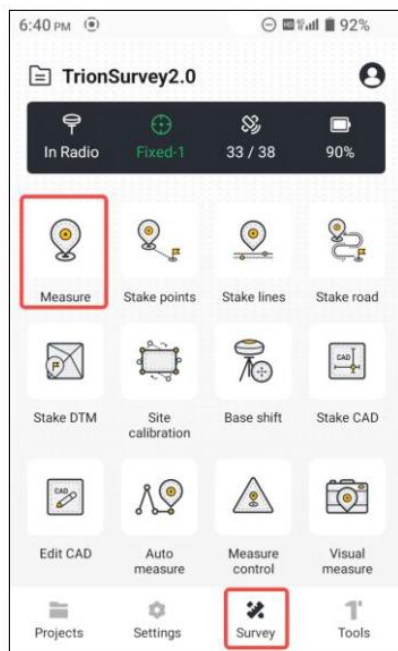 6:40 PM 92%
TrionSurvey2.0
In Radio Fixed-1 33 / 38 90%
Measure Stake points Stake lines Stake road
CAD
Stake DTM Site calibration Base shift Stake CAD
CAD
Edit CAD Auto measure Measure control Visual measure
Projects Settings Survey Tools